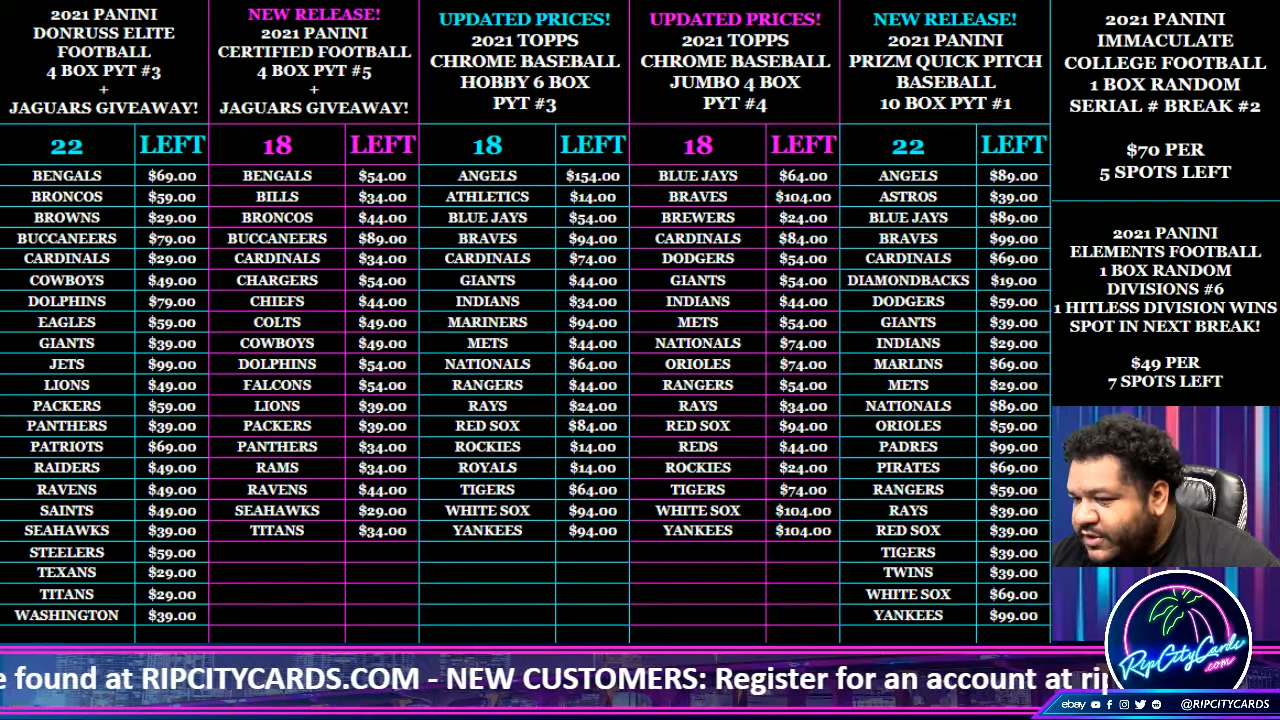 2021 PANINI
DONRUSS ELITE
FOOTBALL
4 BOX PYT #3
+
JAGUARS GIVEAWAY!
22 LEFT
BENGALS $69.00
BRONCOS $59.00
BROWNS $29.00
BUCCANEERS $79.00
CARDINALS $29.00
COWBOYS $49.00
DOLPHINS $79.00
EAGLES $59.00
GIANTS $39.00
JETS $99.00
LIONS $49.00
PACKERS $59.00
PANTHERS $39.00
PATRIOTS $69.00
RAIDERS $49.00
RAVENS $49.00
SAINTS $49.00
SEAHAWKS $39.00
STEELERS $59.00
TEXANS $29.00
TITANS $29.00
WASHINGTON $39.00
NEW RELEASE!
2021 PANINI
CERTIFIED FOOTBALL
4 BOX PYT #5
+
JAGUARS GIVEAWAY!
18 LEFT
BENGALS $54.00
BILLS $34.00
BRONCOS $44.00
BUCCANEERS $89.00
CARDINALS $34.00
CHARGERS $54.00
CHIEFS $44.00
COLTS $49.00
COWBOYS $49.00
DOLPHINS $54.00
FALCONS $54.00
LIONS $39.00
PACKERS $39.00
PANTHERS $34.00
RAMS $34.00
RAVENS $44.00
SEAHAWKS $29.00
TITANS $34.00
UPDATED PRICES!
2021 TOPPS
CHROME BASEBALL
HOBBY 6 BOX
PYT #3
18 LEFT
ANGELS $154.00
ATHLETICS $14.00
BLUE JAYS $54.00
BRAVES $94.00
CARDINALS $74.00
GIANTS $44.00
INDIANS $34.00
MARINERS $94.00
METS $44.00
NATIONALS $64.00
RANGERS $44.00
RAYS $24.00
RED SOX $84.00
ROCKIES $14.00
ROYALS $14.00
TIGERS $64.00
WHITE SOX $94.00
YANKEES $94.00
UPDATED PRICES!
2021 TOPPS
CHROME BASEBALL
JUMBO 4 BOX
PYT #4
18 LEFT
BLUE JAYS $64.00
BRAVES $104.00
BREWERS $24.00
CARDINALS $84.00
DODGERS $54.00
GIANTS $54.00
INDIANS $44.00
METS $54.00
NATIONALS $74.00
ORIOLES $74.00
RANGERS $54.00
RAYS $34.00
RED SOX $94.00
REDS $44.00
ROCKIES $24.00
TIGERS $74.00
WHITE SOX $104.00
YANKEES $104.00
NEW RELEASE!
2021 PANINI
PRIZM QUICK PITCH
BASEBALL
10 BOX PYT #1
22 LEFT
ANGELS $89.00
ASTROS $39.00
BLUE JAYS $89.00
BRAVES $99.00
CARDINALS $69.00
DIAMONDBACKS $19.00
DODGERS $59.00
GIANTS $39.00
INDIANS $29.00
MARLINS $69.00
METS $29.00
NATIONALS $89.00
ORIOLES $59.00
PADRES $99.00
PIRATES $69.00
RANGERS $59.00
RAYS $39.00
RED SOX $39.00
TIGERS $39.00
TWINS $39.00
WHITE SOX $69.00
YANKEES $99.00
2021 PANINI
IMMACULATE
COLLEGE FOOTBALL
1 BOX RANDOM
SERIAL # BREAK #2
$70 PER
5 SPOTS LEFT
2021 PANINI
ELEMENTS FOOTBALL
1 BOX RANDOM
DIVISIONS #6
1 HITLESS DIVISION WINS
SPOT IN NEXT BREAK!
$49 PER
7 SPOTS LEFT
e found at RIPCITYCARDS.COM - NEW CUSTOMERS: Register for an account at rip
RipCityCards
.com
ebay @RIPCITYCARDS